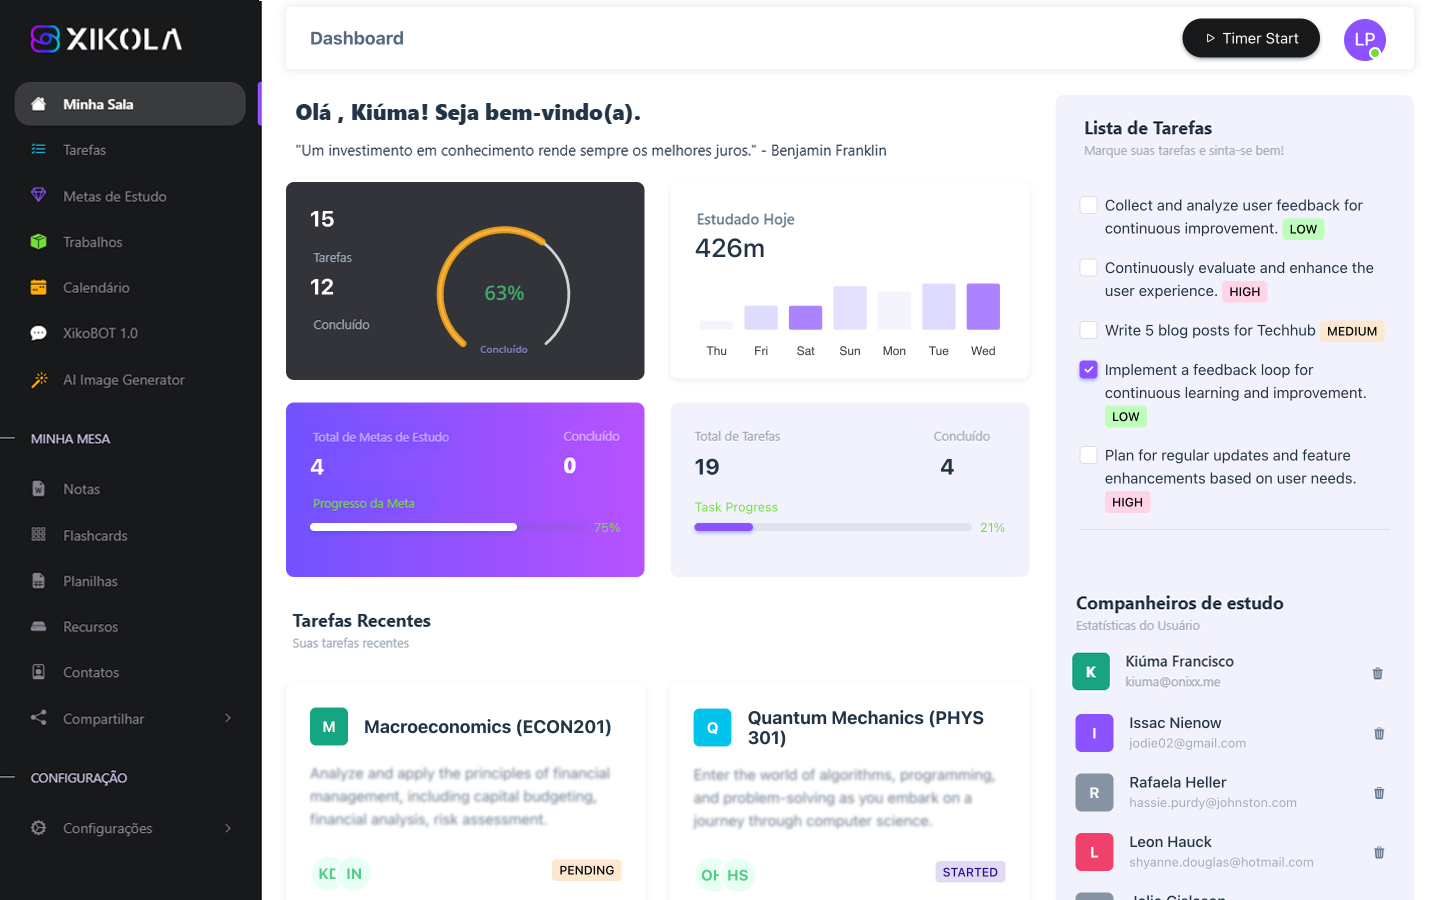 XIKOLA
Minha Sala
Tarefas
Metas de Estudo
Trabalhos
Calendário
XikoBOT 1.0
AI Image Generator
MINHA MESA
Notas
Flashcards
Planilhas
Recursos
Contatos
Compartilhar
CONFIGURAÇÃO
Configurações
Dashboard
Timer Start
LP
Olá , Kiúma! Seja bem-vindo(a).
"Um investimento em conhecimento rende sempre os melhores juros." - Benjamin Franklin
15
Tarefas
12
Concluído
63%
Concluído
Estudado Hoje
426m
Thu Fri Sat Sun Mon Tue Wed
Total de Metas de Estudo Concluído
4 0
Progresso da Meta
75%
Total de Tarefas Concluído
19 4
Task Progress
21%
Tarefas Recentes
Suas tarefas recentes
M
Macroeconomics (ECON201)
Analyze and apply the principles of financial
management, including capital budgeting,
financial analysis, risk assessment.
KD IN
PENDING
Q
Quantum Mechanics (PHYS
301)
Enter the world of algorithms, programming,
and problem-solving as you embark on a
journey through computer science.
HS
STARTED
Lista de Tarefas
Marque suas tarefas e sinta-se bem!
Collect and analyze user feedback for
continuous improvement. LOW
Continuously evaluate and enhance the
user experience. HIGH
Write 5 blog posts for Techhub MEDIUM
Implement a feedback loop for
continuous learning and improvement.
LOW
Plan for regular updates and feature
enhancements based on user needs.
HIGH
Companheiros de estudo
Estatísticas do Usuário
K
Kiúma Francisco
kiuma@onixx.me
I
Issac Nienow
jodie02@gmail.com
R
Rafaela Heller
hassie.purdy@johnston.com
L
Leon Hauck
shyanne.douglas@hotmail.com